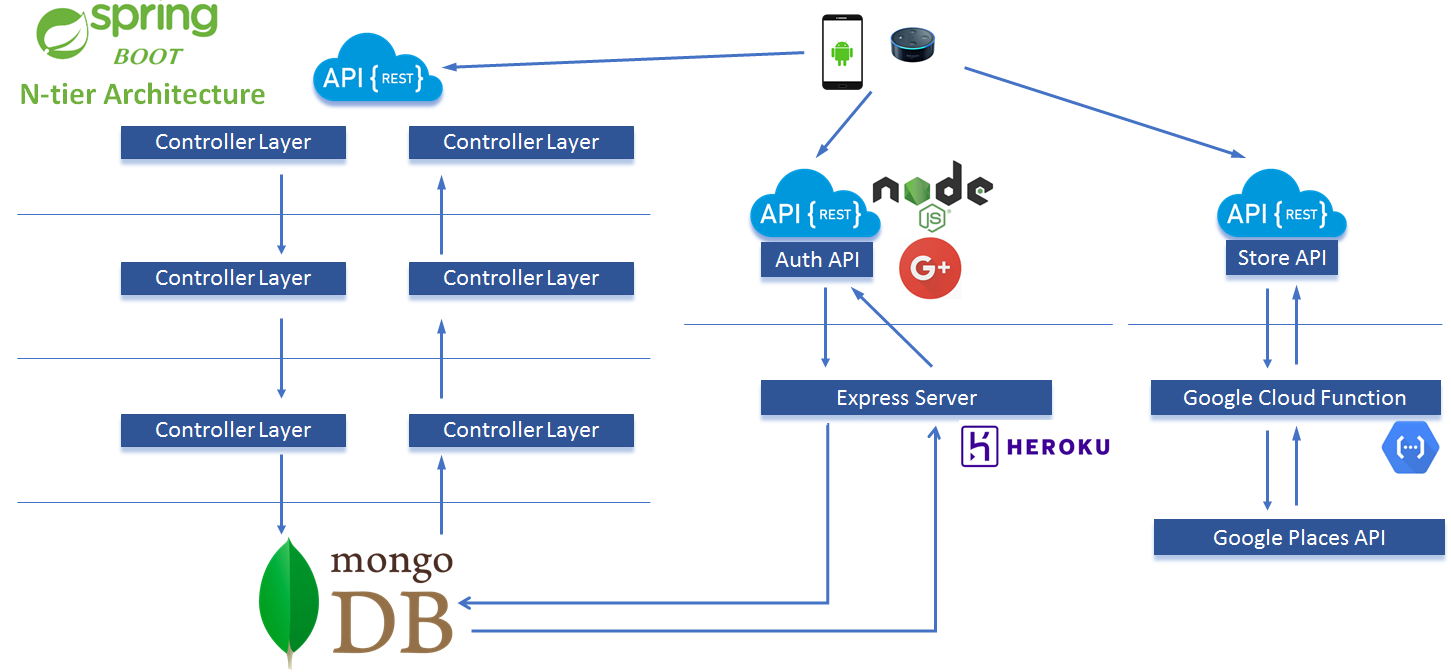 spring
BOOT
N-tier Architecture
API {REST}
Controller Layer
Controller Layer
Controller Layer
Controller Layer
Controller Layer
Controller Layer
mongo
DB
API {REST}
node
JS
Auth API
G+
Express Server
HEROKU
API {REST}
Store API
Google Cloud Function
Google Places API